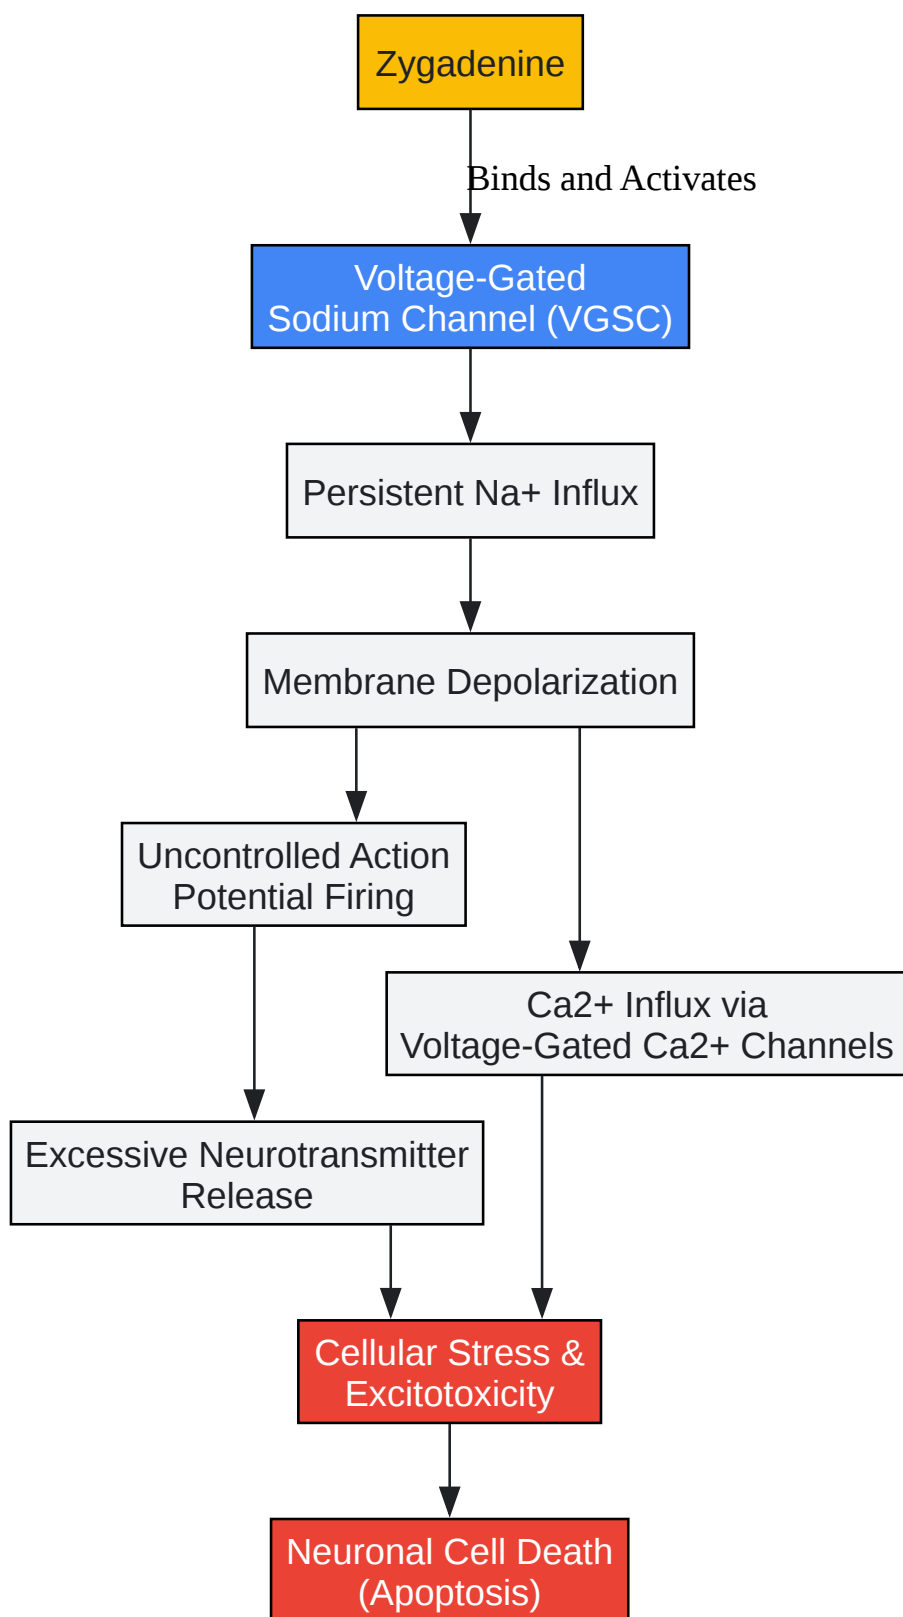 Zygadenine
Binds and Activates
Voltage-Gated
Sodium Channel (VGSC)
Persistent Na+ Influx
Membrane Depolarization
Uncontrolled Action
Potential Firing
Ca2+ Influx via
Voltage-Gated Ca2+ Channels
Excessive Neurotransmitter
Release
Cellular Stress &
Excitotoxicity
Neuronal Cell Death
(Apoptosis)